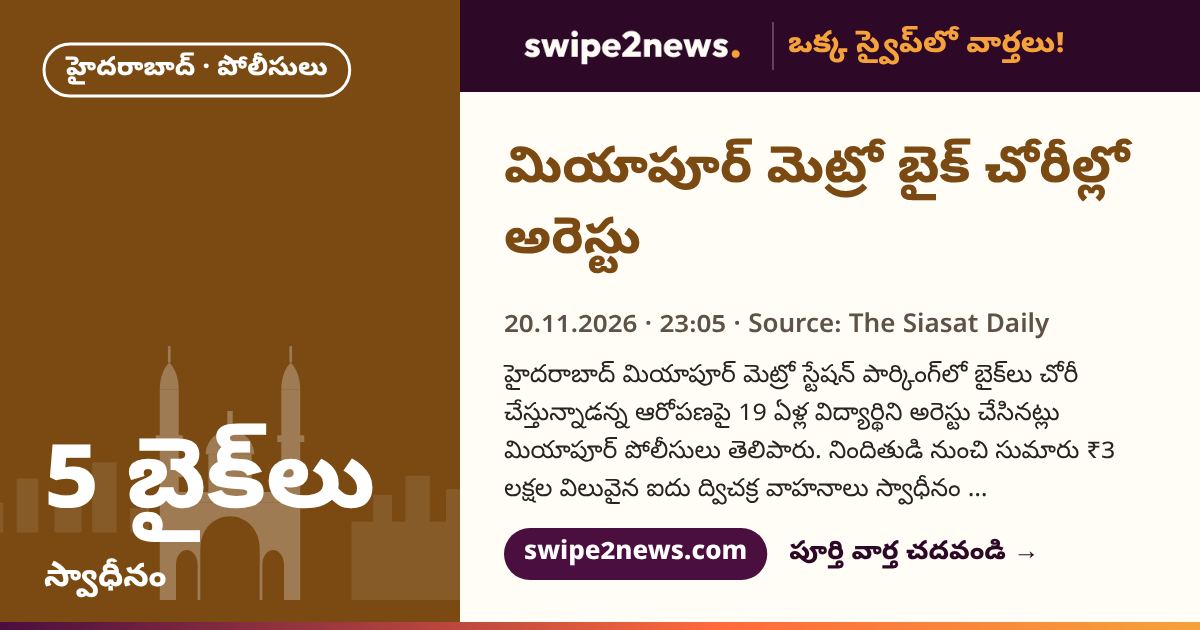 హైదరాబాద్ · పోలీసులు
5 బైక్‌లు
స్వాధీనం
swipe2news.
ఒక్క స్వైప్‌లో వార్తలు!
మియాపూర్ మెట్రో బైక్ చోరీల్లో
అరెస్టు
20.11.2026 · 23:05 · Source: The Siasat Daily
హైదరాబాద్ మియాపూర్ మెట్రో స్టేషన్ పార్కింగ్‌లో బైక్‌లు చోరీ
చేస్తున్నాడన్న ఆరోపణపై 19 ఏళ్ల విద్యార్థిని అరెస్టు చేసినట్లు
మియాపూర్ పోలీసులు తెలిపారు. నిందితుడి నుంచి సుమారు ₹3
లక్షల విలువైన ఐదు ద్విచక్ర వాహనాలు స్వాధీనం ...
swipe2news.com
పూర్తి వార్త చదవండి →